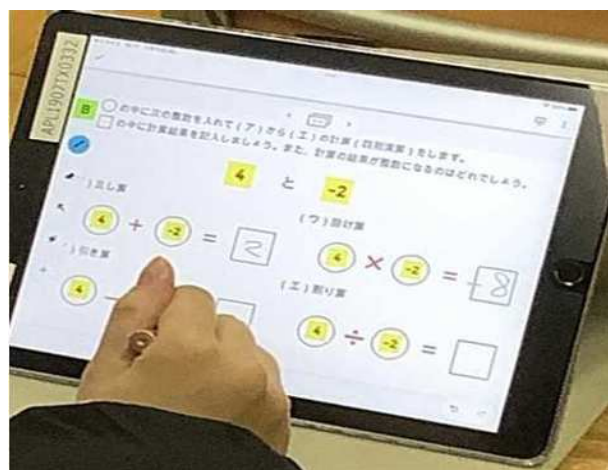 APL1907TX0332
B ○の中に次の整数を入れて(ア)から(エ)の計算(四則演算)をします。
□の中に計算結果を記入しましょう。また、計算の結果が整数になるのはどれでしょう。
4 と -2
)足し算
4 + -2 = 2
(ウ)掛け算
4 × -2 = -8
)引き算
4 -
(エ)割り算
4 ÷ -2 =